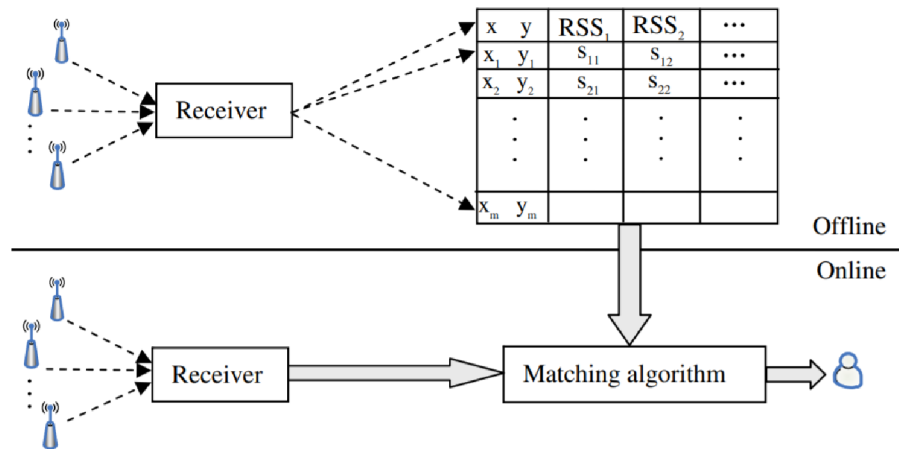 x y RSS₁ RSS₂ ...
x₁ y₁ s₁₁ s₁₂ ...
Receiver x₂ y₂ s₂₁ s₂₂ ...
xₘ yₘ
Offline
Online
Receiver Matching algorithm